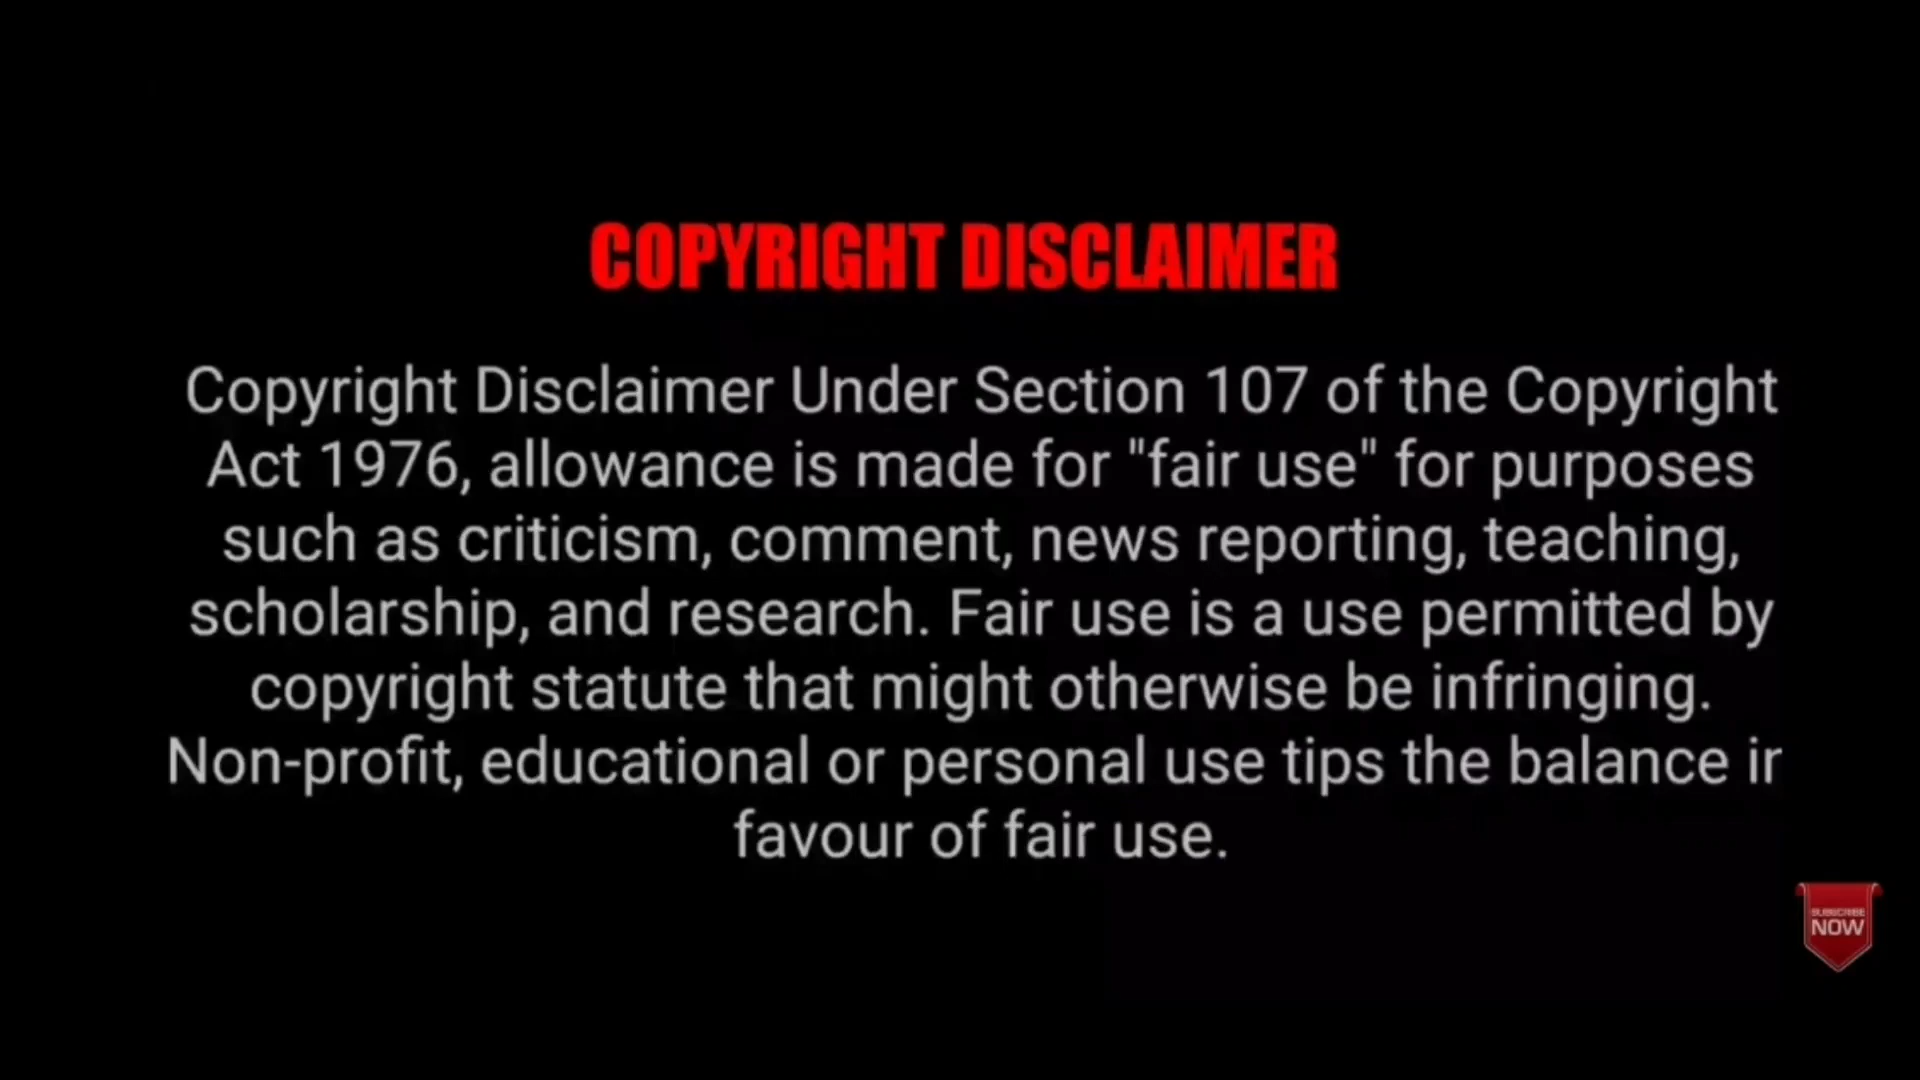 COPYRIGHT DISCLAIMER
Copyright Disclaimer Under Section 107 of the Copyright
Act 1976, allowance is made for "fair use" for purposes
such as criticism, comment, news reporting, teaching,
scholarship, and research. Fair use is a use permitted by
copyright statute that might otherwise be infringing.
Non-profit, educational or personal use tips the balance ir
favour of fair use.
SUBSCRIBE
NOW